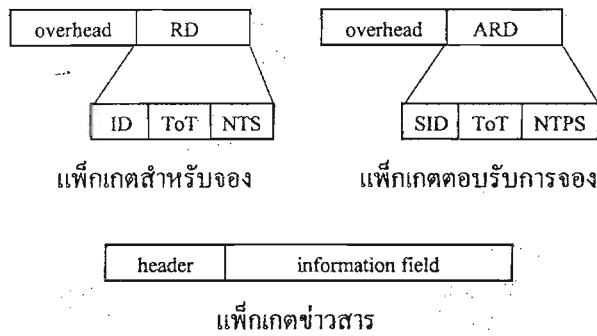 overhead RD overhead ARD
ID ToT NTS SID ToT NTPS
แพ็กเกตสำหรับจอง แพ็กเกตตอบรับการจอง
header information field
แพ็กเกตข่าวสาร